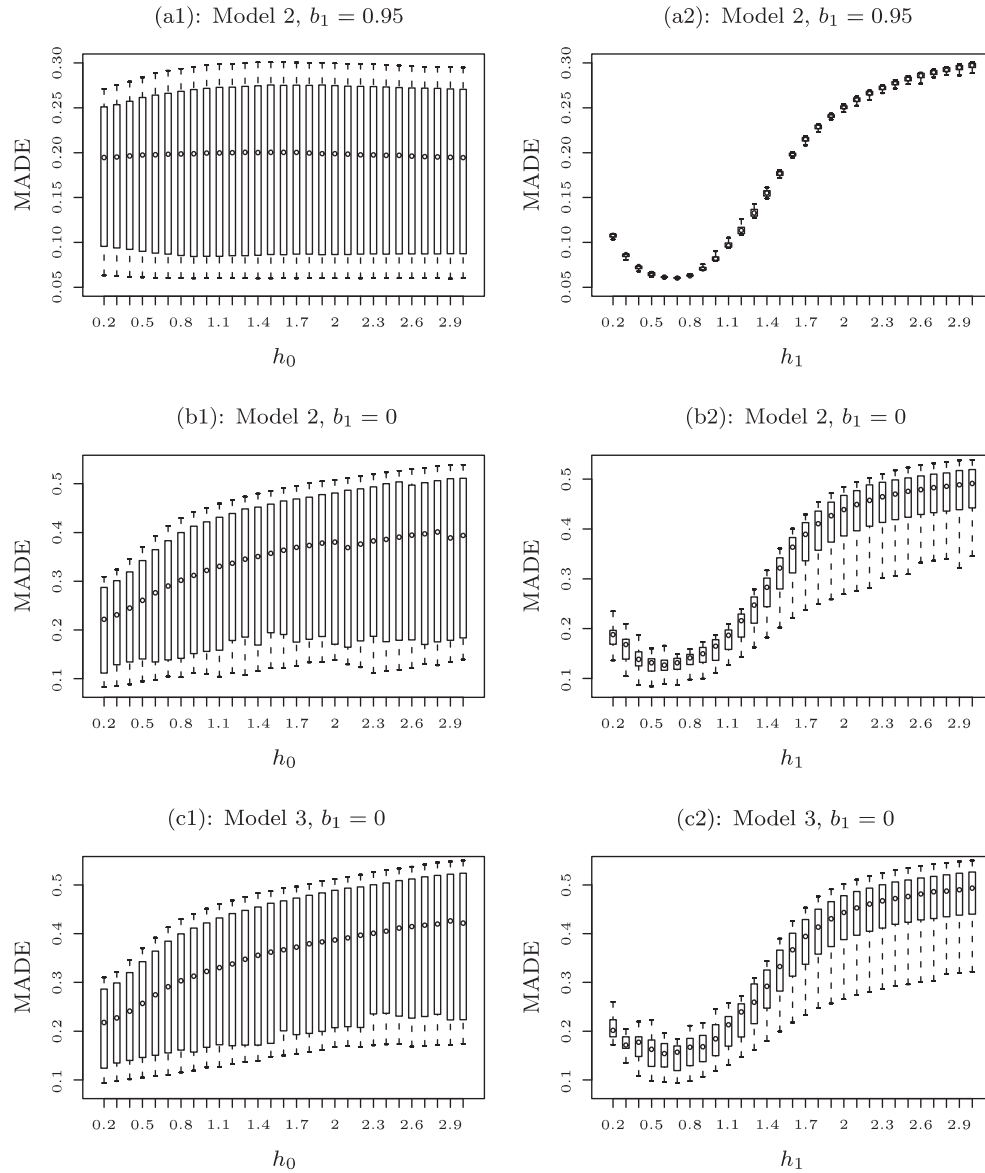 (a1): Model 2, b₁ = 0.95
(a2): Model 2, b₁ = 0.95
MADE
0.30
0.25
0.20
0.15
0.10
0.05
0.2 0.5 0.8 1.1 1.4 1.7 2 2.3 2.6 2.9
h₀
MADE
0.30
0.25
0.20
0.15
0.10
0.05
0.2 0.5 0.8 1.1 1.4 1.7 2 2.3 2.6 2.9
h₁
(b1): Model 2, b₁ = 0
(b2): Model 2, b₁ = 0
MADE
0.5
0.4
0.3
0.2
0.1
0.2 0.5 0.8 1.1 1.4 1.7 2 2.3 2.6 2.9
h₀
MADE
0.5
0.4
0.3
0.2
0.1
0.2 0.5 0.8 1.1 1.4 1.7 2 2.3 2.6 2.9
h₁
(c1): Model 3, b₁ = 0
(c2): Model 3, b₁ = 0
MADE
0.5
0.4
0.3
0.2
0.1
0.2 0.5 0.8 1.1 1.4 1.7 2 2.3 2.6 2.9
h₀
MADE
0.5
0.4
0.3
0.2
0.1
0.2 0.5 0.8 1.1 1.4 1.7 2 2.3 2.6 2.9
h₁